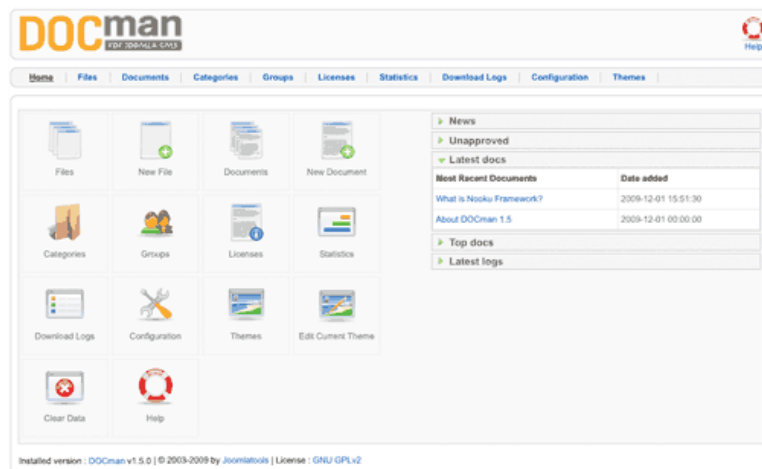 DOCman
FOR JOOMLA CMS
Help
Home Files Documents Categories Groups Licenses Statistics Download Logs Configuration Themes
Files New File Documents New Document
Categories Groups Licenses Statistics
Download Logs Configuration Themes Edit Current Theme
Clear Data Help
News
Unapproved
Latest docs
Most Recent Documents Date added
What is Nooku Framework? 2009-12-01 15:51:30
About DOCman 1.5 2009-12-01 00:00:00
Top docs
Latest logs
Installed version : DOCman v1.5.0 | © 2003-2009 by Joomlatools | License : GNU GPLv2